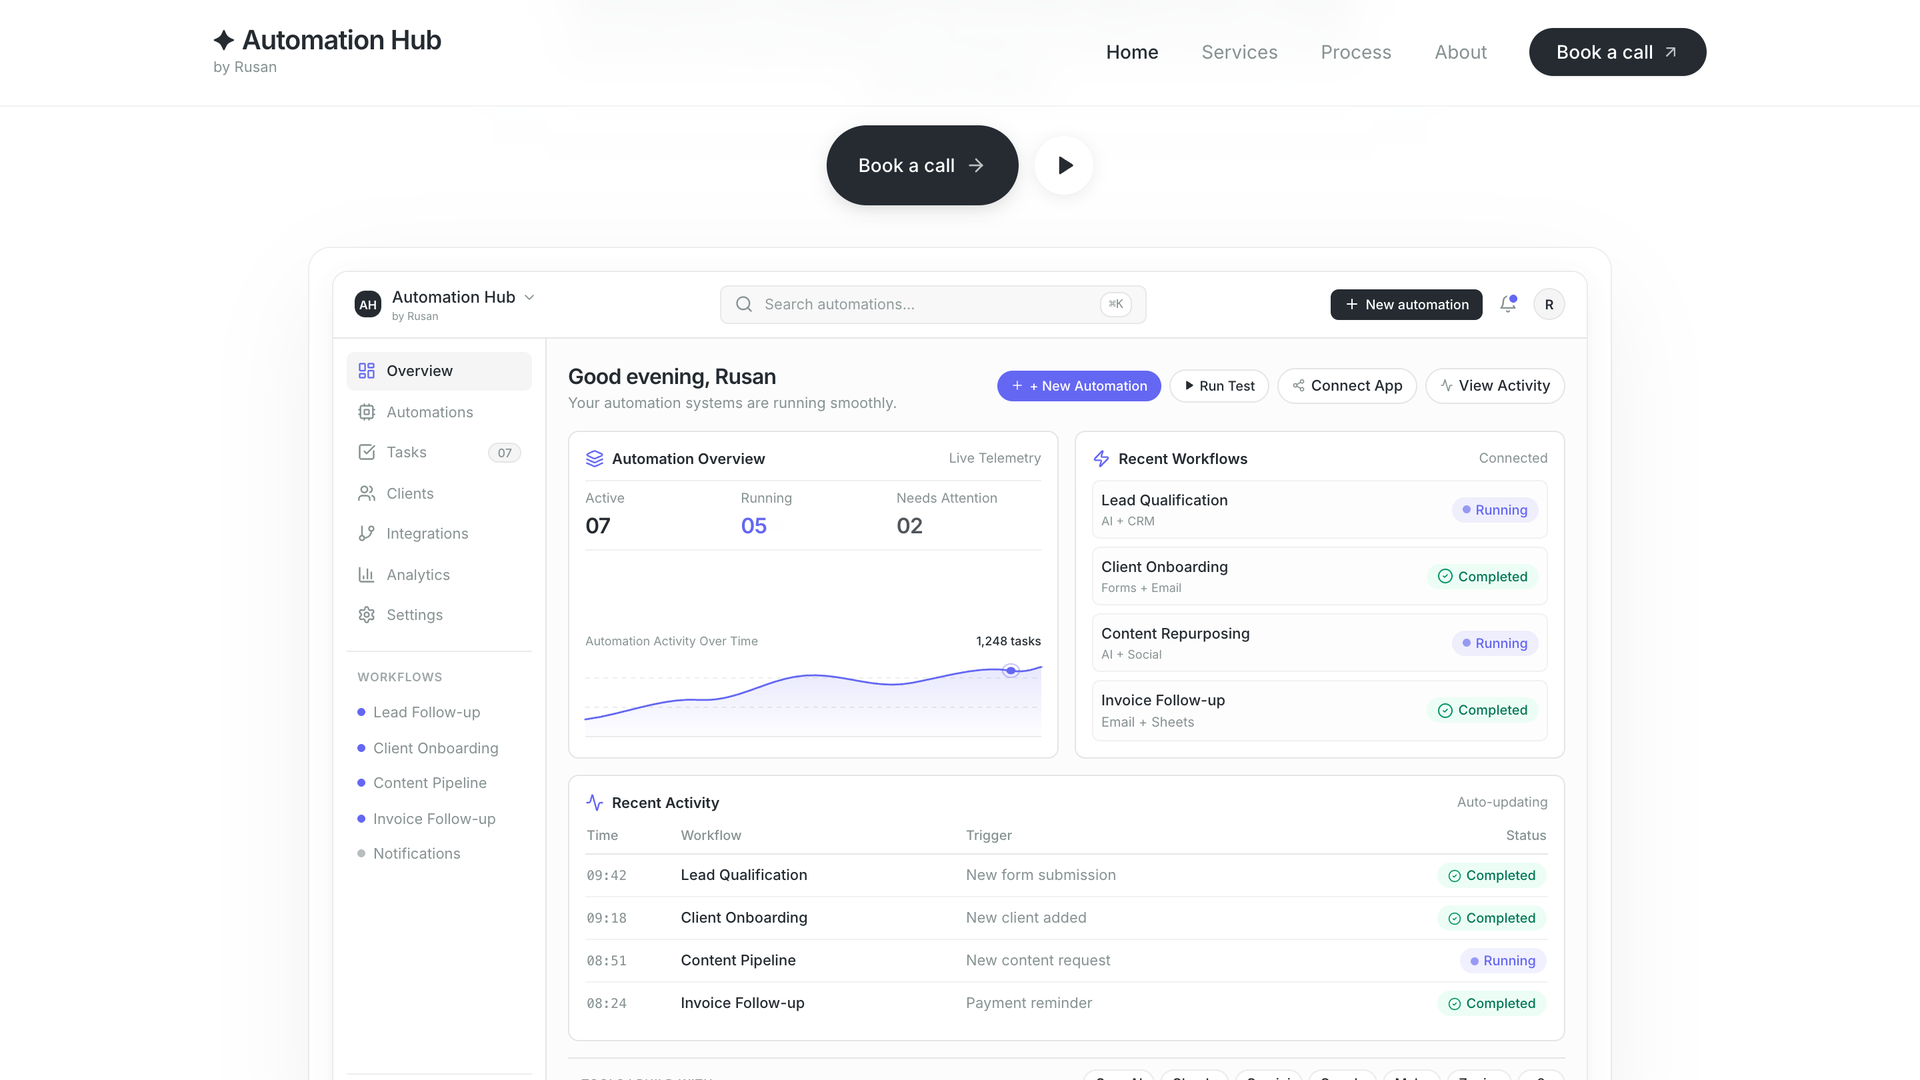 Automation Hub
by Rusan
Home
Services
Process
About
Book a call
Book a call
AH
Automation Hub
by Rusan
Search automations...
⌘K
New automation
R
Overview
Automations
Tasks
07
Clients
Integrations
Analytics
Settings
WORKFLOWS
Lead Follow-up
Client Onboarding
Content Pipeline
Invoice Follow-up
Notifications
Good evening, Rusan
Your automation systems are running smoothly.
+ New Automation
Run Test
Connect App
View Activity
Automation Overview
Live Telemetry
Active
Running
Needs Attention
07
05
02
Automation Activity Over Time
1,248 tasks
Recent Workflows
Connected
Lead Qualification
AI + CRM
Running
Client Onboarding
Forms + Email
Completed
Content Repurposing
AI + Social
Running
Invoice Follow-up
Email + Sheets
Completed
Recent Activity
Auto-updating
Time Workflow Trigger Status
09:42 Lead Qualification New form submission Completed
09:18 Client Onboarding New client added Completed
08:51 Content Pipeline New content request Running
08:24 Invoice Follow-up Payment reminder Completed